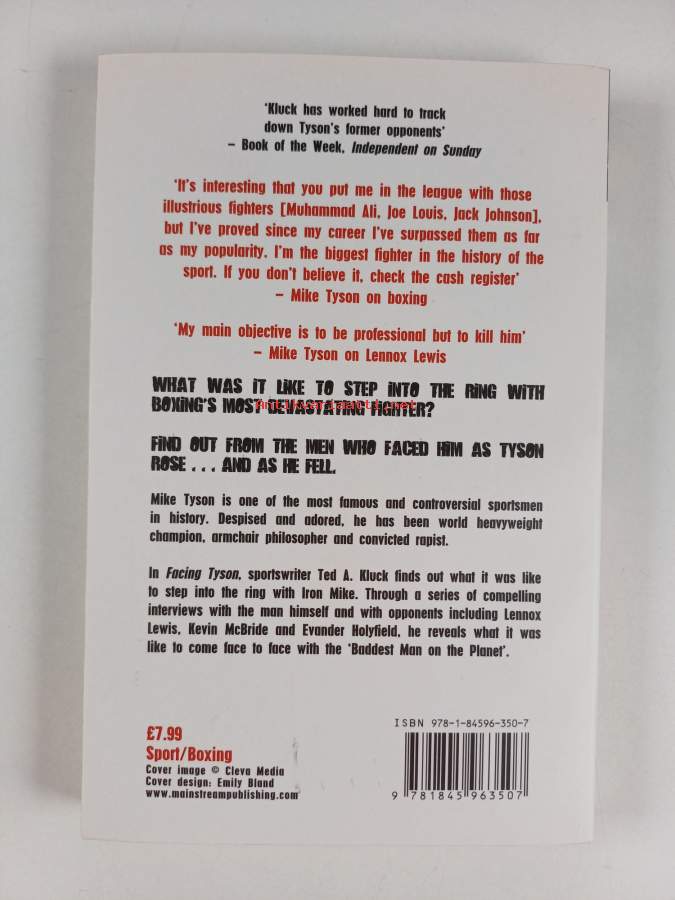 ‘Kluck has worked hard to track
down Tyson’s former opponents’
– Book of the Week, Independent on Sunday
‘It’s interesting that you put me in the league with those
illustrious fighters [Muhammad Ali, Joe Louis, Jack Johnson],
but I’ve proved since my career I’ve surpassed them as far
as my popularity. I’m the biggest fighter in the history of the
sport. If you don’t believe it, check the cash register’
– Mike Tyson on boxing
‘My main objective is to be professional but to kill him’
– Mike Tyson on Lennox Lewis
WHAT WAS IT LIKE TO STEP INTO THE RING WITH
BOXING’S MOST DEVASTATING FIGHTER?
Antikvariaatti.net
FIND OUT FROM THE MEN WHO FACED HIM AS TYSON
ROSE . . . AND AS HE FELL.
Mike Tyson is one of the most famous and controversial sportsmen
in history. Despised and adored, he has been world heavyweight
champion, armchair philosopher and convicted rapist.
In Facing Tyson, sportswriter Ted A. Kluck finds out what it was like
to step into the ring with Iron Mike. Through a series of compelling
interviews with the man himself and with opponents including Lennox
Lewis, Kevin McBride and Evander Holyfield, he reveals what it was
like to come face to face with the ‘Baddest Man on the Planet’.
£7.99
Sport/Boxing
Cover image © Cleva Media
Cover design: Emily Bland
www.mainstreampublishing.com
ISBN 978-1-84596-350-7
9 781845 963507